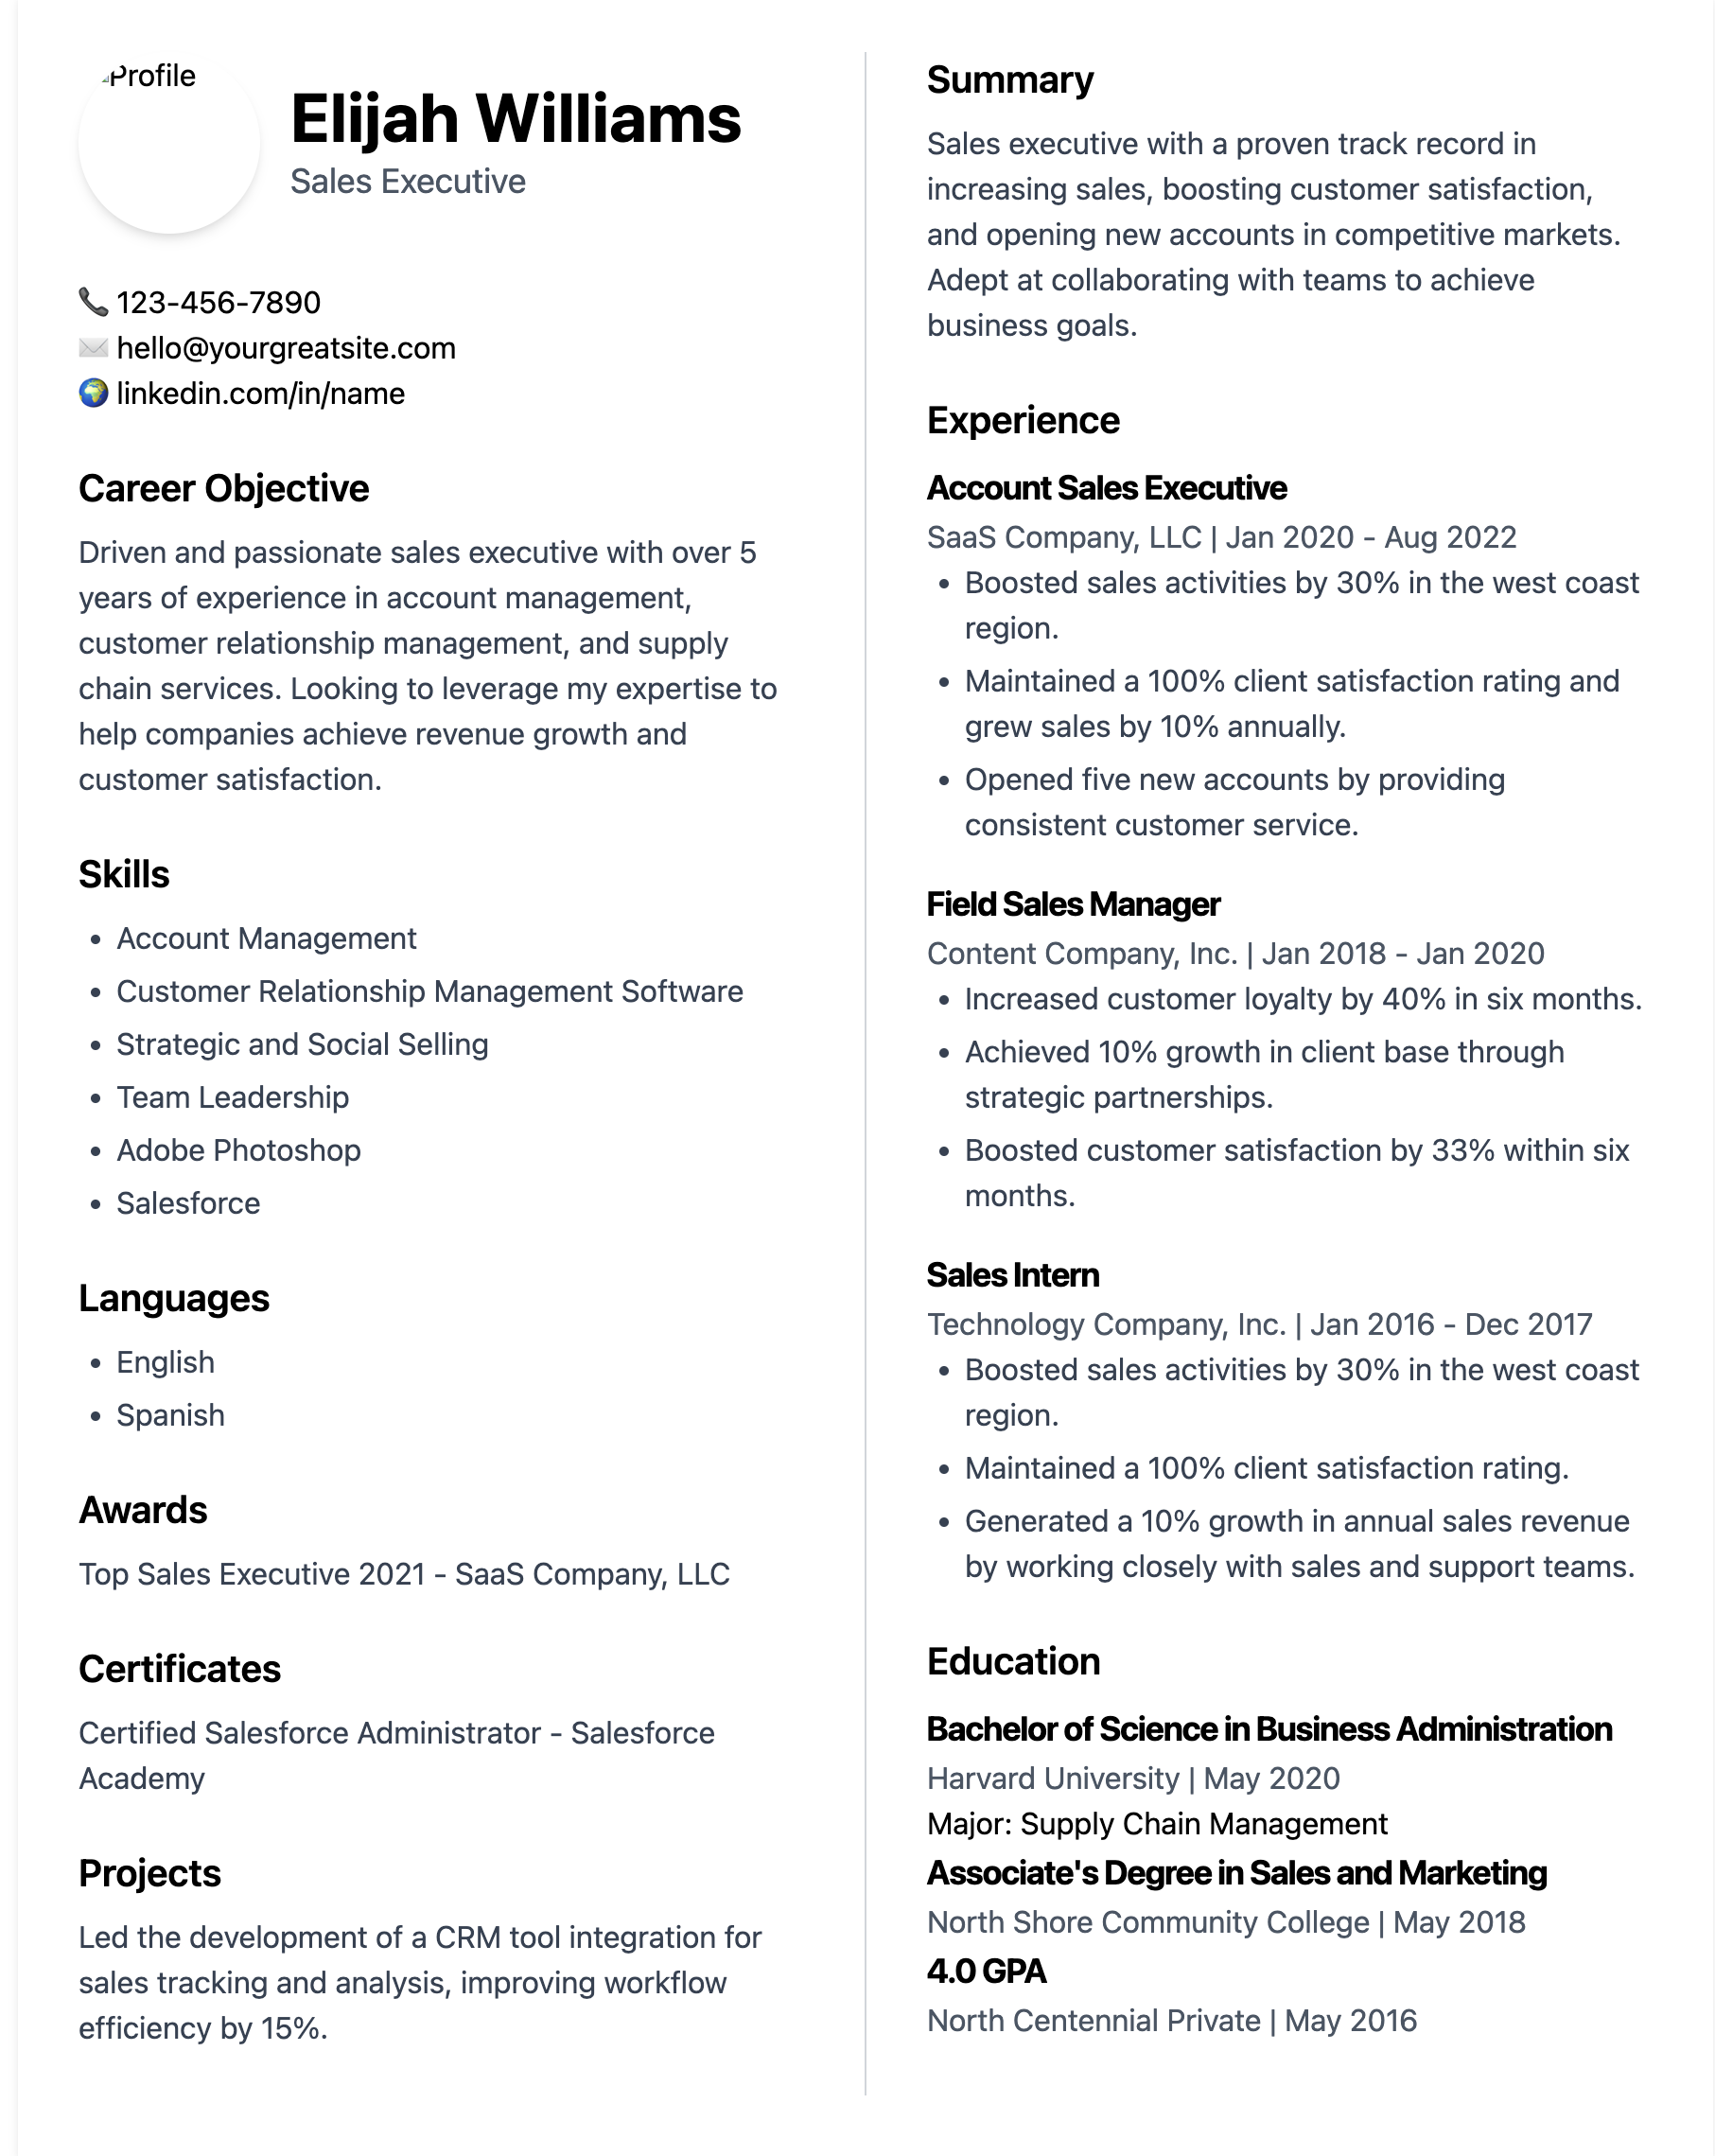 Profile
Elijah Williams
Sales Executive
123-456-7890
hello@yourgreatsite.com
linkedin.com/in/name
Career Objective
Driven and passionate sales executive with over 5
years of experience in account management,
customer relationship management, and supply
chain services. Looking to leverage my expertise to
help companies achieve revenue growth and
customer satisfaction.
Skills
• Account Management
• Customer Relationship Management Software
• Strategic and Social Selling
• Team Leadership
• Adobe Photoshop
• Salesforce
Languages
• English
• Spanish
Awards
Top Sales Executive 2021 - SaaS Company, LLC
Certificates
Certified Salesforce Administrator - Salesforce
Academy
Projects
Led the development of a CRM tool integration for
sales tracking and analysis, improving workflow
efficiency by 15%.
Summary
Sales executive with a proven track record in
increasing sales, boosting customer satisfaction,
and opening new accounts in competitive markets.
Adept at collaborating with teams to achieve
business goals.
Experience
Account Sales Executive
SaaS Company, LLC | Jan 2020 - Aug 2022
• Boosted sales activities by 30% in the west coast
region.
• Maintained a 100% client satisfaction rating and
grew sales by 10% annually.
• Opened five new accounts by providing
consistent customer service.
Field Sales Manager
Content Company, Inc. | Jan 2018 - Jan 2020
• Increased customer loyalty by 40% in six months.
• Achieved 10% growth in client base through
strategic partnerships.
• Boosted customer satisfaction by 33% within six
months.
Sales Intern
Technology Company, Inc. | Jan 2016 - Dec 2017
• Boosted sales activities by 30% in the west coast
region.
• Maintained a 100% client satisfaction rating.
• Generated a 10% growth in annual sales revenue
by working closely with sales and support teams.
Education
Bachelor of Science in Business Administration
Harvard University | May 2020
Major: Supply Chain Management
Associate's Degree in Sales and Marketing
North Shore Community College | May 2018
4.0 GPA
North Centennial Private | May 2016